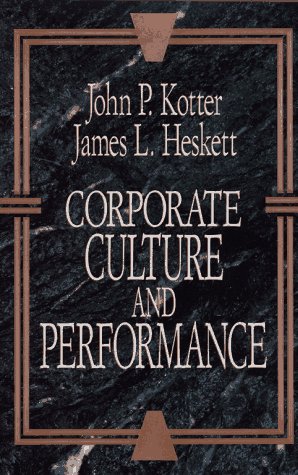 John P. Kotter
James L. Heskett
CORPORATE
CULTURE
AND
PERFORMANCE